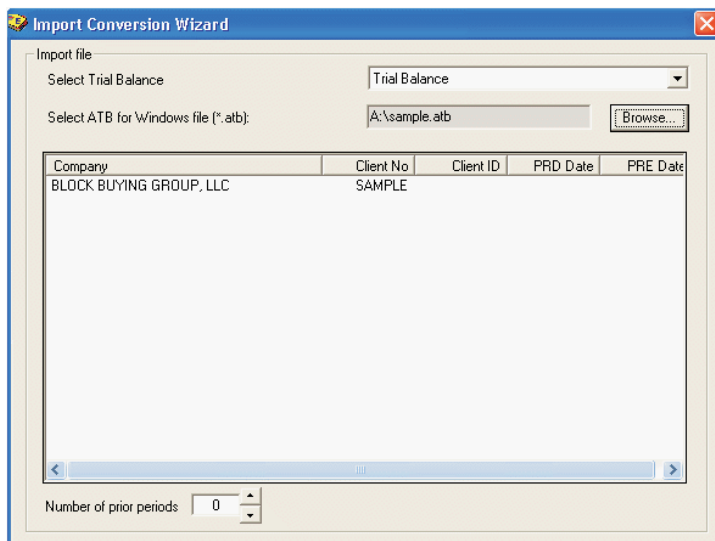 Import Conversion Wizard
Import file
Select Trial Balance Trial Balance
Select ATB for Windows file (*.atb): A:\sample.atb Browse...
Company Client No Client ID PRD Date PRE Date
BLOCK BUYING GROUP, LLC SAMPLE
Number of prior periods 0